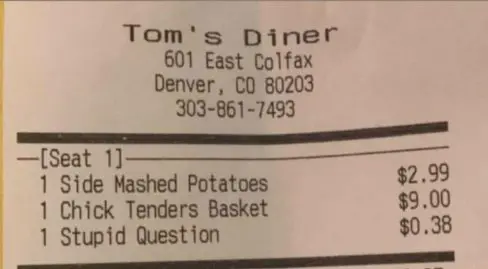 Tom's Diner
601 East Colfax
Denver, CO 80203
303-861-7493
[Seat 1]
1 Side Mashed Potatoes $2.99
1 Chick Tenders Basket $9.00
1 Stupid Question $0.38